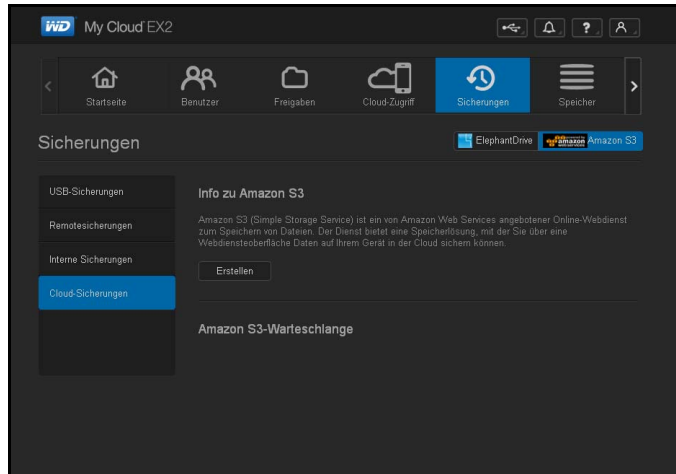 WD My Cloud EX2
?
Startseite
Benutzer
Freigaben
Cloud-Zugriff
Sicherungen
Speicher
Sicherungen
ElephantDrive
amazon
Amazon S3
USB-Sicherungen
Remotesicherungen
Interne Sicherungen
Cloud-Sicherungen
Info zu Amazon S3
Amazon S3 (Simple Storage Service) ist ein von Amazon Web Services angebotener Online-Webdienst
zum Speichern von Dateien. Der Dienst bietet eine Speicherlösung, mit der Sie über eine
Webdiensteoberfläche Daten auf Ihrem Gerät in der Cloud sichern können.
Erstellen
Amazon S3-Warteschlange